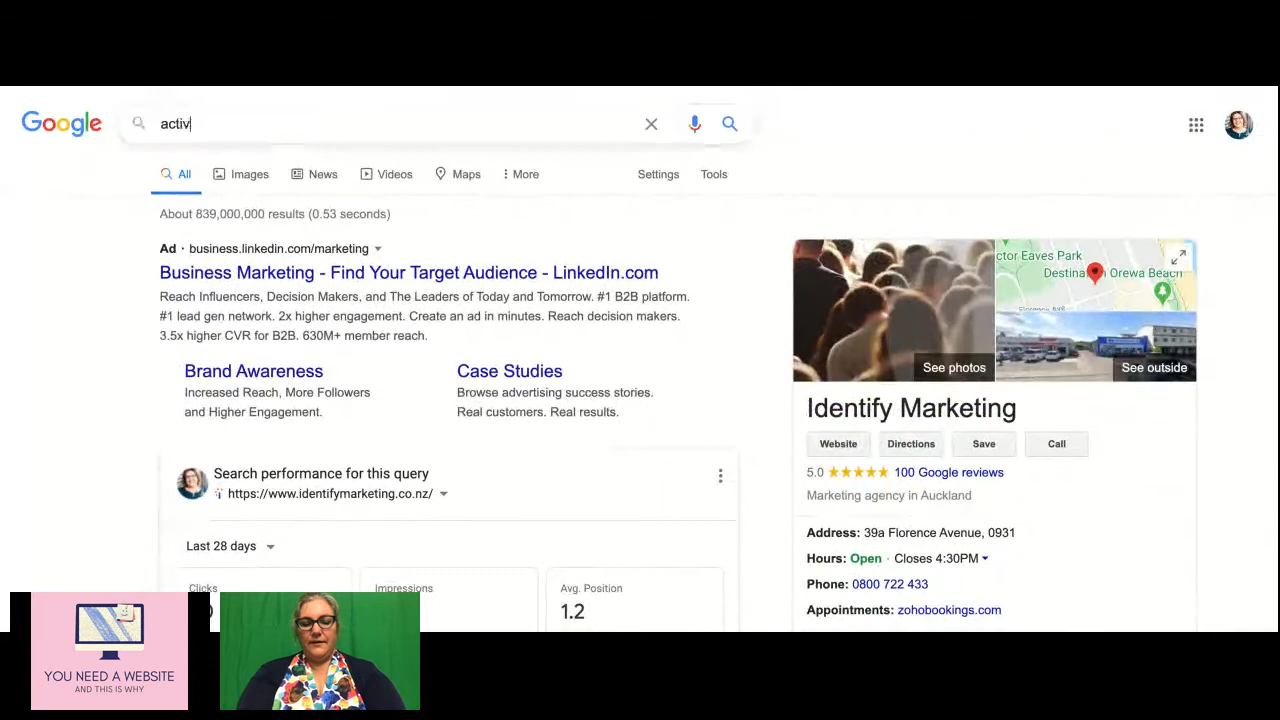 Google
activ
All
Images
News
Videos
Maps
More
Settings
Tools
About 839,000,000 results (0.53 seconds)
Ad · business.linkedin.com/marketing
Business Marketing - Find Your Target Audience - LinkedIn.com
Reach Influencers, Decision Makers, and The Leaders of Today and Tomorrow. #1 B2B platform.
#1 lead gen network. 2x higher engagement. Create an ad in minutes. Reach decision makers.
3.5x higher CVR for B2B. 630M+ member reach.
Brand Awareness
Increased Reach, More Followers
and Higher Engagement.
Case Studies
Browse advertising success stories.
Real customers. Real results.
Search performance for this query
https://www.identifymarketing.co.nz/
Last 28 days
Clicks
Impressions
Avg. Position
1.2
ctor Eaves Park
Orewa Beach
See photos
See outside
Identify Marketing
Website
Directions
Save
Call
5.0
100 Google reviews
Marketing agency in Auckland
Address: 39a Florence Avenue, 0931
Hours: Open · Closes 4:30PM
Phone: 0800 722 433
Appointments: zohobookings.com
YOU NEED A WEBSITE
AND THIS IS WHY